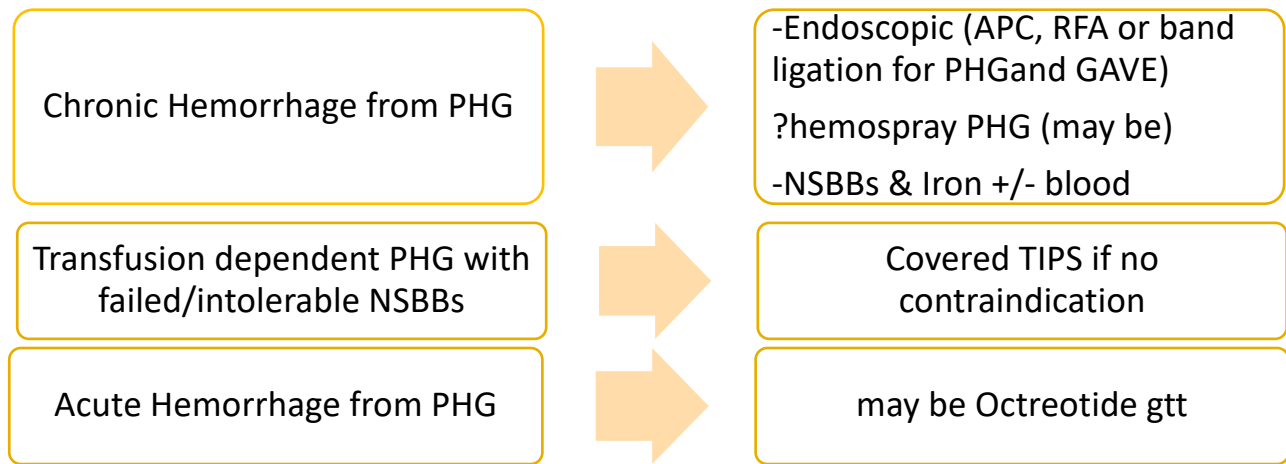 Chronic Hemorrhage from PHG
-Endoscopic (APC, RFA or band
ligation for PHGand GAVE)
?hemospray PHG (may be)
-NSBBs & Iron +/- blood
Transfusion dependent PHG with
failed/intolerable NSBBs
Covered TIPS if no
contraindication
Acute Hemorrhage from PHG
may be Octreotide gtt